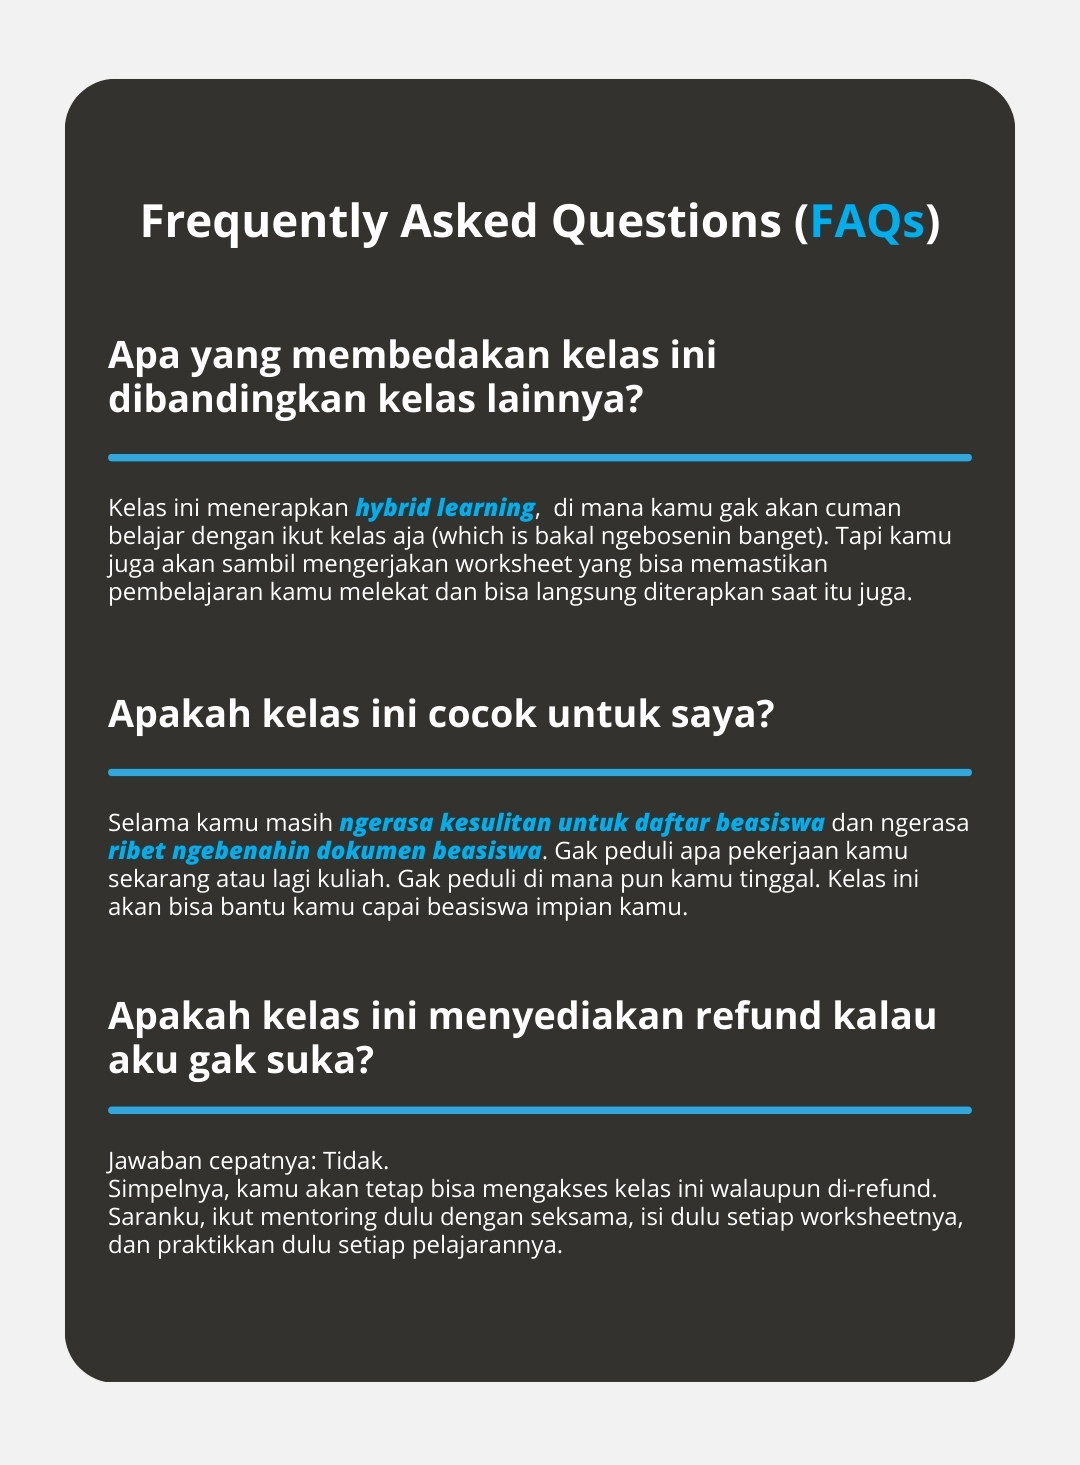 Frequently Asked Questions (FAQs)
Apa yang membedakan kelas ini
dibandingkan kelas lainnya?
Kelas ini menerapkan hybrid learning,  di mana kamu gak akan cuman
belajar dengan ikut kelas aja (which is bakal ngebosenin banget). Tapi kamu
juga akan sambil mengerjakan worksheet yang bisa memastikan
pembelajaran kamu melekat dan bisa langsung diterapkan saat itu juga.
Apakah kelas ini cocok untuk saya?
Selama kamu masih ngerasa kesulitan untuk daftar beasiswa dan ngerasa
ribet ngebenahin dokumen beasiswa. Gak peduli apa pekerjaan kamu
sekarang atau lagi kuliah. Gak peduli di mana pun kamu tinggal. Kelas ini
akan bisa bantu kamu capai beasiswa impian kamu.
Apakah kelas ini menyediakan refund kalau
aku gak suka?
Jawaban cepatnya: Tidak.
Simpelnya, kamu akan tetap bisa mengakses kelas ini walaupun di-refund.
Saranku, ikut mentoring dulu dengan seksama, isi dulu setiap worksheetnya,
dan praktikkan dulu setiap pelajarannya.